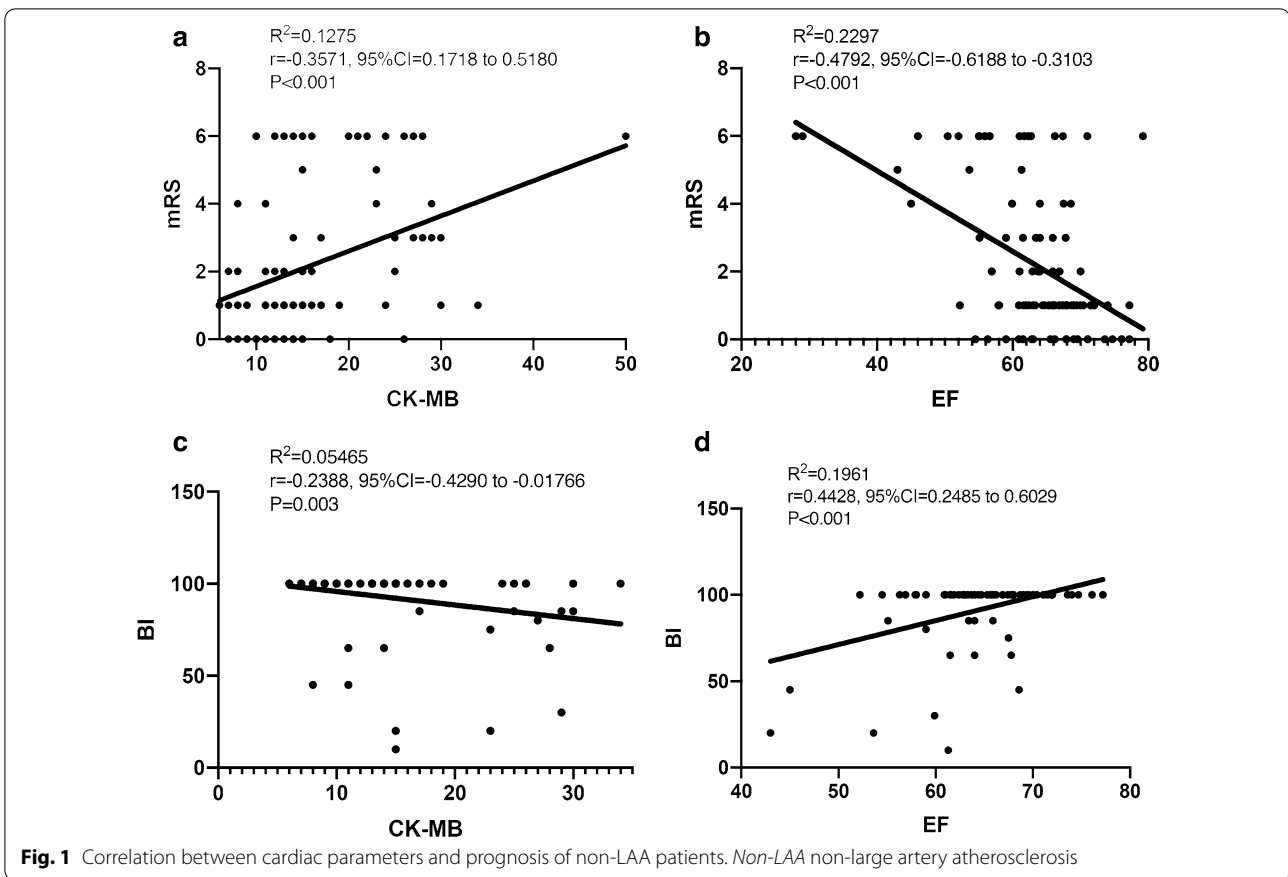 a
R²=0.1275
r=-0.3571, 95%CI=0.1718 to 0.5180
P<0.001
8
6
4
2
0
mRS
10
20
30
40
50
CK-MB
b
R²=0.2297
r=-0.4792, 95%CI=-0.6188 to -0.3103
P<0.001
8
6
4
2
0
mRS
20
40
60
80
EF
c
R²=0.05465
r=-0.2388, 95%CI=-0.4290 to -0.01766
P=0.003
150
100
50
0
BI
0
10
20
30
CK-MB
d
R²=0.1961
r=0.4428, 95%CI=0.2485 to 0.6029
P<0.001
150
100
50
0
BI
40
50
60
70
80
EF
Fig. 1 Correlation between cardiac parameters and prognosis of non-LAA patients. Non-LAA non-large artery atherosclerosis